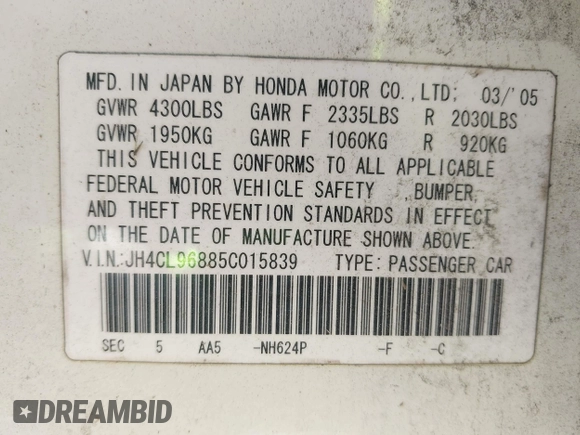 MFD. IN JAPAN BY HONDA MOTOR CO., LTD; 03/'05
GVWR 4300LBS GAWR F 2335LBS R 2030LBS
GVWR 1950KG GAWR F 1060KG R 920KG
THIS VEHICLE CONFORMS TO ALL APPLICABLE
FEDERAL MOTOR VEHICLE SAFETY ,BUMPER,
AND THEFT PREVENTION STANDARDS IN EFFECT
ON THE DATE OF MANUFACTURE SHOWN ABOVE.
V.I.N.:JH4CL96885C015839 TYPE: PASSENGER CAR
SEC 5 AA5 -NH624P -F -C
DREAMBID